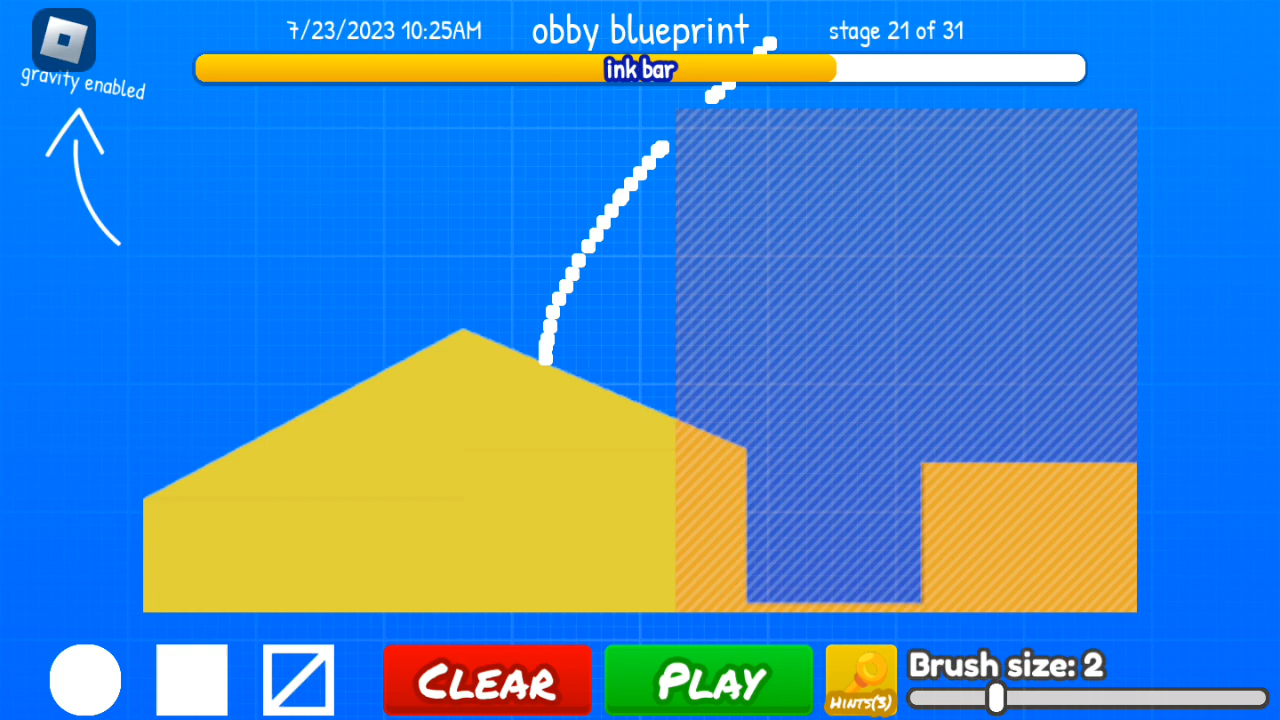 7/23/2023 10:25AM
obby blueprint
stage 21 of 31
gravity enabled
ink bar
CLEAR
PLAY
HINTS(3)
Brush size: 2